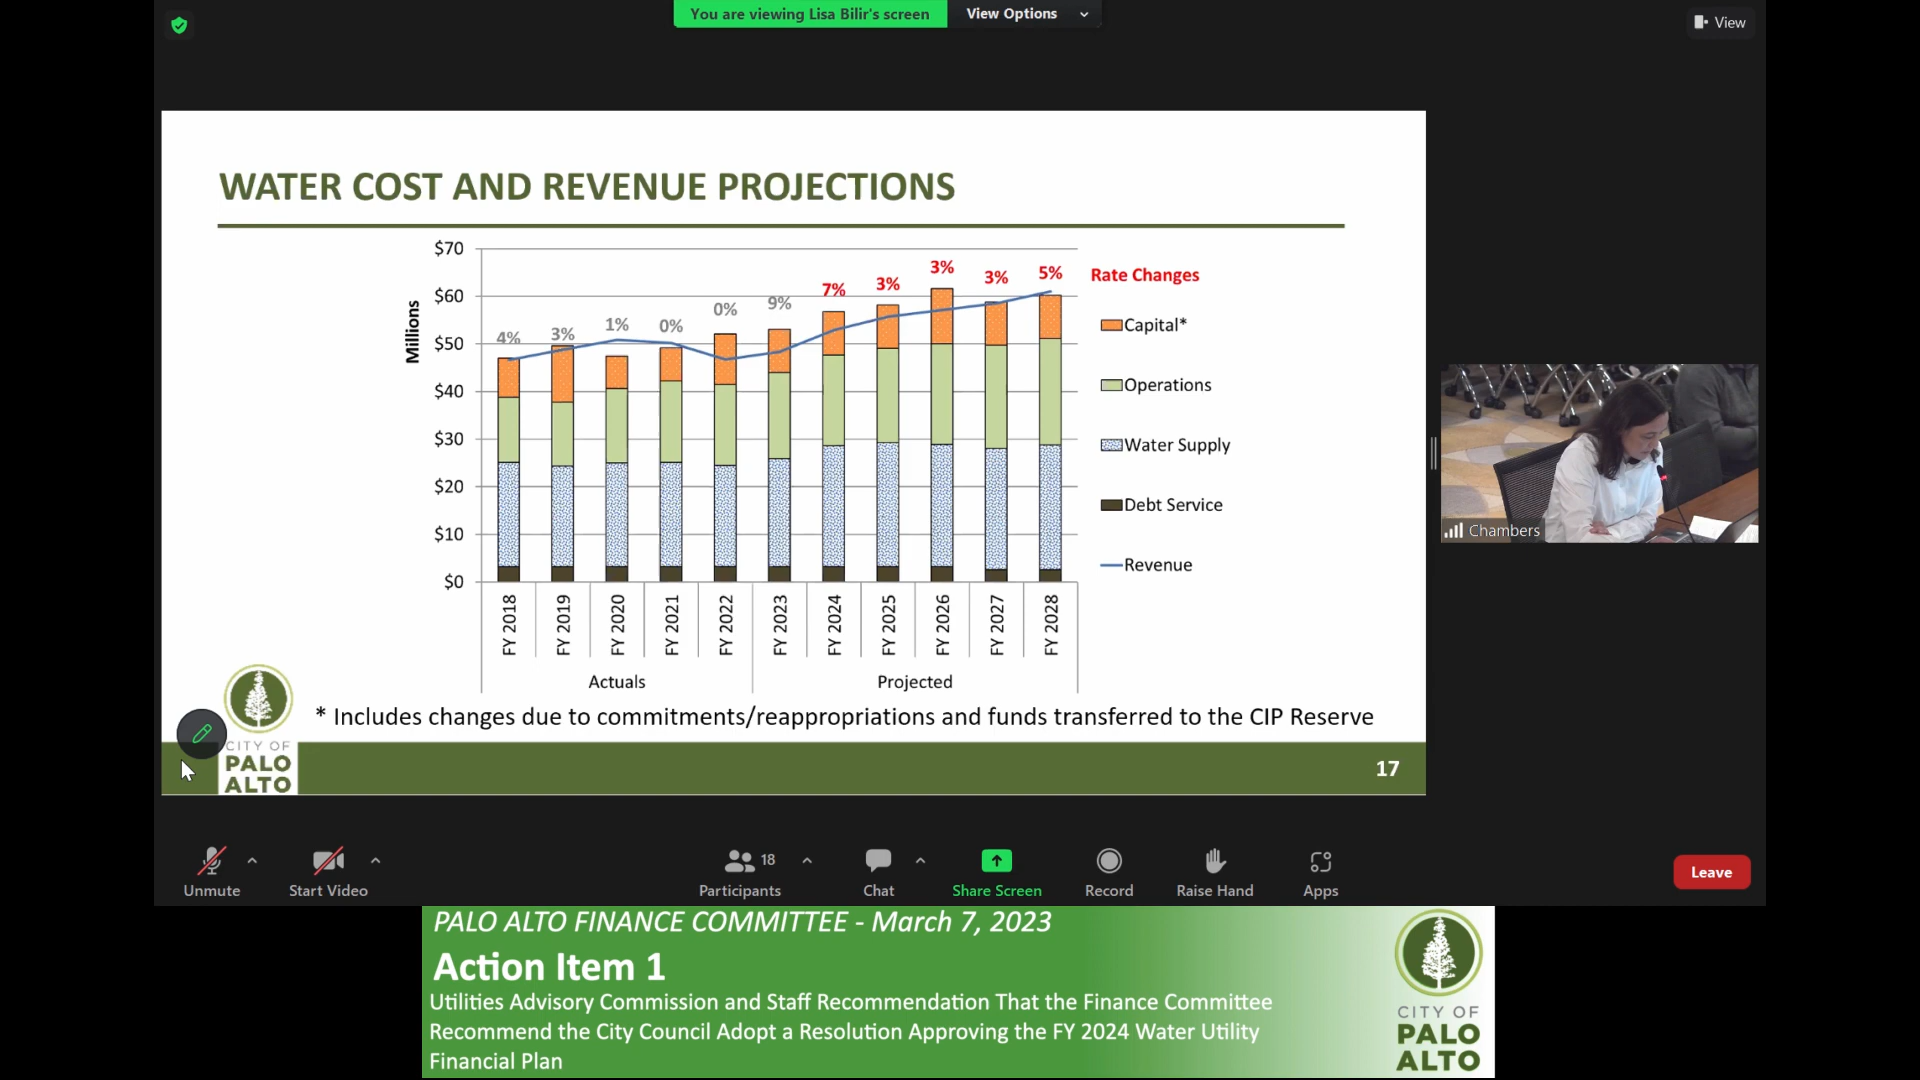 You are viewing Lisa Bilir's screen
View Options
View
WATER COST AND REVENUE PROJECTIONS
Millions
$70
$60
$50
$40
$30
$20
$10
$0
4%
3%
1%
0%
0%
9%
7%
3%
3%
3%
5%
Rate Changes
Capital*
Operations
Water Supply
Debt Service
Revenue
FY 2018
FY 2019
FY 2020
FY 2021
FY 2022
FY 2023
FY 2024
FY 2025
FY 2026
FY 2027
FY 2028
Actuals
Projected
* Includes changes due to commitments/reappropriations and funds transferred to the CIP Reserve
CITY OF
PALO
ALTO
17
Chambers
Unmute
Start Video
18
Participants
Chat
Share Screen
Record
Raise Hand
Apps
Leave
PALO ALTO FINANCE COMMITTEE - March 7, 2023
Action Item 1
Utilities Advisory Commission and Staff Recommendation That the Finance Committee
Recommend the City Council Adopt a Resolution Approving the FY 2024 Water Utility
Financial Plan
CITY OF
PALO
ALTO